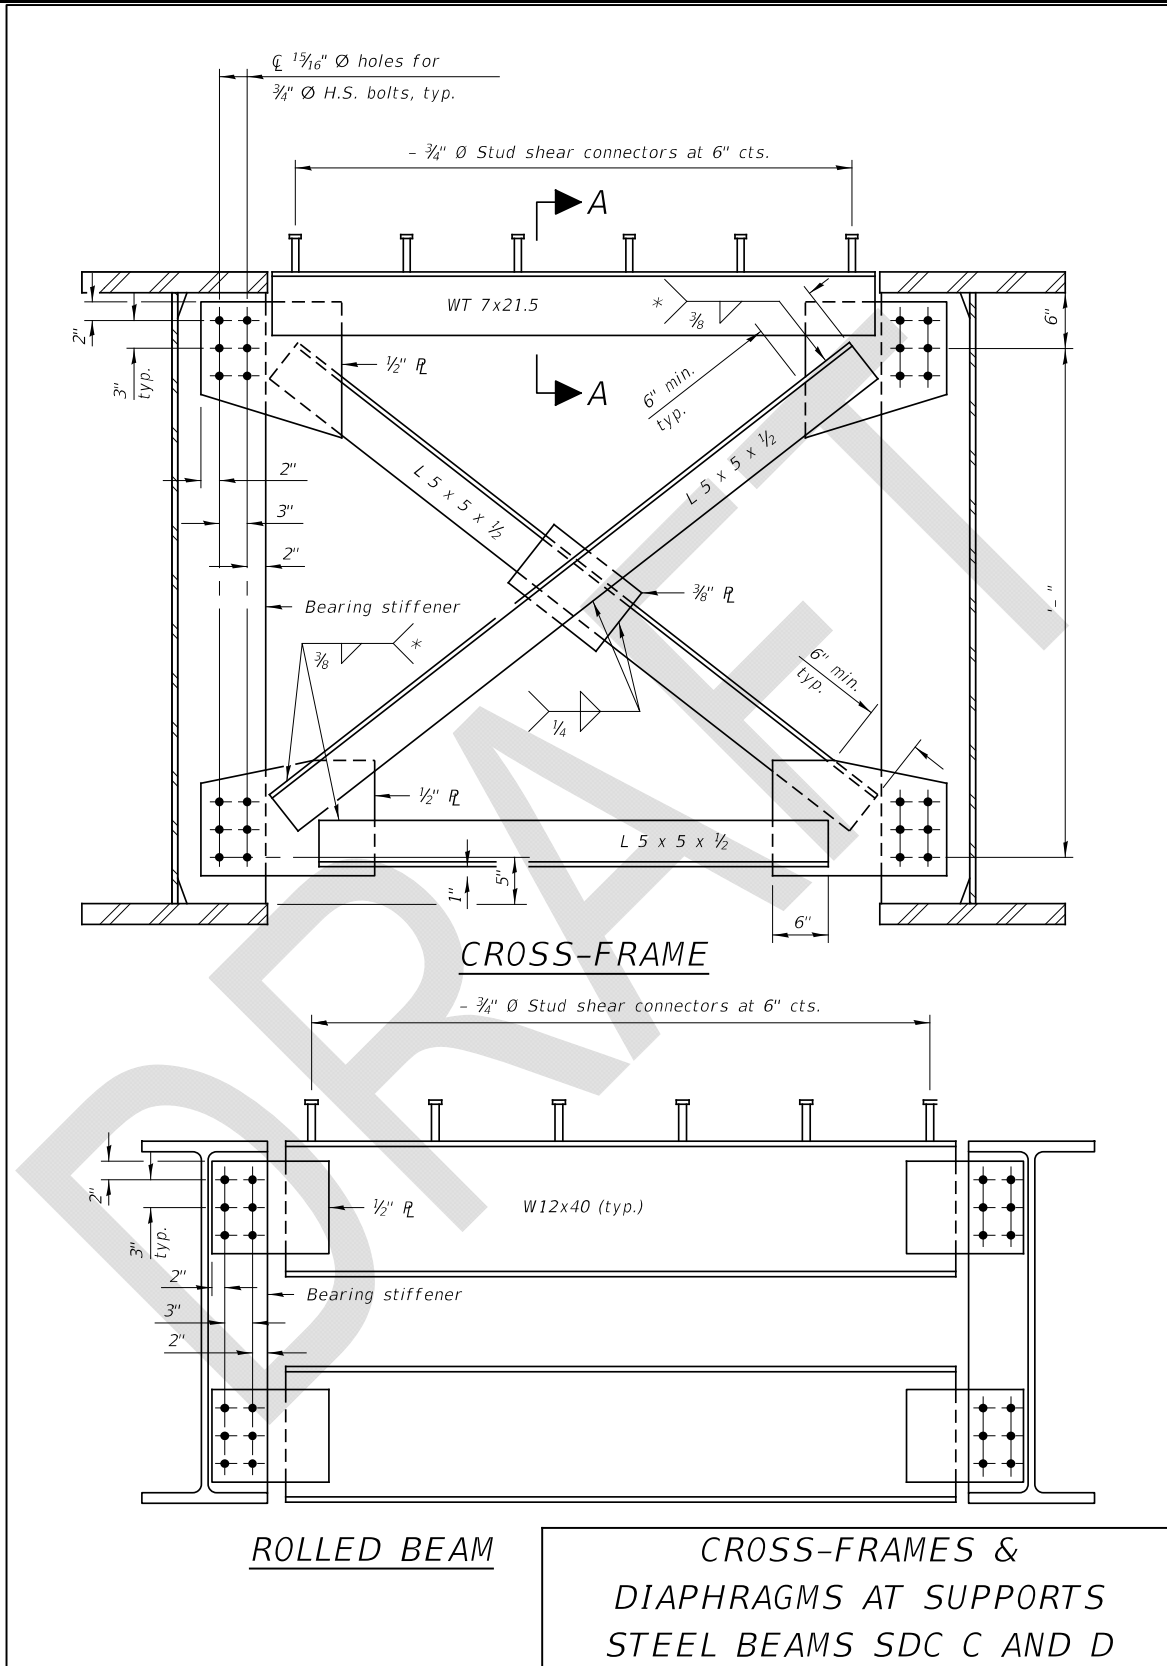 ℄ 15/16" Ø holes for
3/4" Ø H.S. bolts, typ.
- 3/4" Ø Stud shear connectors at 6" cts.
A
WT 7x21.5
*
3/8
6"
2"
3"
typ.
1/2" ℄
A
6" min.
typ.
L 5 x 5 x 1/2
L 5 x 5 x 1/2
2"
3"
2"
3/8" ℄
Bearing stiffener
'-"
3/8
*
6" min.
typ.
1/4
1/2" ℄
L 5 x 5 x 1/2
1"
5"
6"
CROSS-FRAME
- 3/4" Ø Stud shear connectors at 6" cts.
2"
1/2" ℄
W12x40 (typ.)
3"
typ.
2"
Bearing stiffener
3"
2"
ROLLED BEAM
CROSS-FRAMES &
DIAPHRAGMS AT SUPPORTS
STEEL BEAMS SDC C AND D
DRAFT